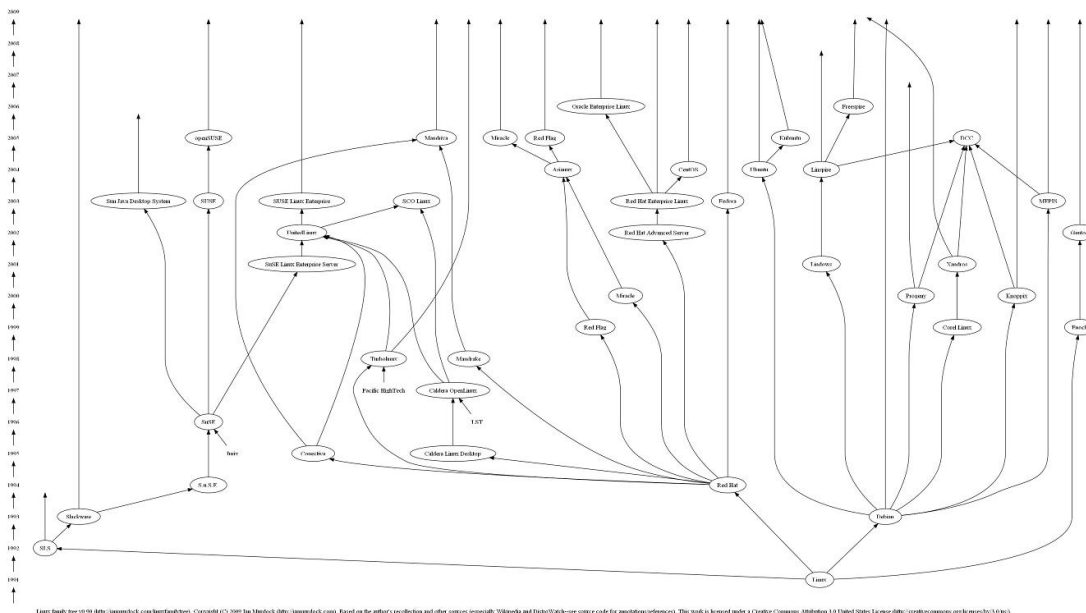 2009
2008
2007
2006
Oracle Enterprise Linux
Freespire
2005
openSUSE
Mandriva
Miracle
Red Flag
Kubuntu
DCC
2004
Asianux
CentOS
Ubuntu
Linspire
2003
Sun Java Desktop System
SUSE
SUSE Linux Enterprise
SCO Linux
Red Hat Enterprise Linux
Fedora
MEPIS
2002
UnitedLinux
Red Hat Advanced Server
2001
SuSE Linux Enterprise Server
Lindows
Xandros
2000
Miracle
Progeny
Knoppix
1999
Red Flag
Corel Linux
1998
Turbolinux
Mandrake
1997
Pacific HighTech
Caldera OpenLinux
1996
SuSE
LST
Jurix
1995
Conectiva
Caldera Linux Desktop
1994
S.u.S.E
Red Hat
1993
Slackware
Debian
1992
SLS
1991
Linux